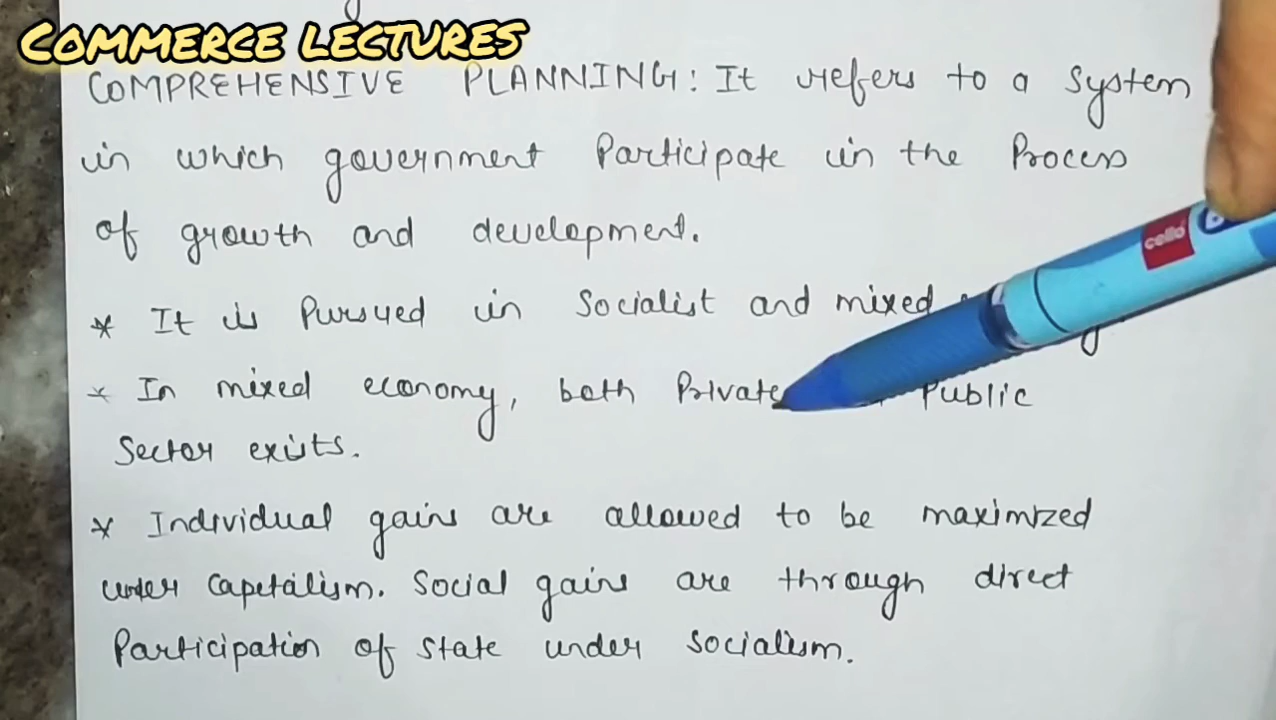 COMMERCE LECTURES
COMPREHENSIVE PLANNING: It refers to a system
in which government Participate in the Process
of growth and development.
* It is Pursued in Socialist and mixed
* In mixed economy, both Private Public
Sector exists.
* Individual gains are allowed to be maximized
under capitalism. Social gains are through direct
Participation of state under socialism.
cello